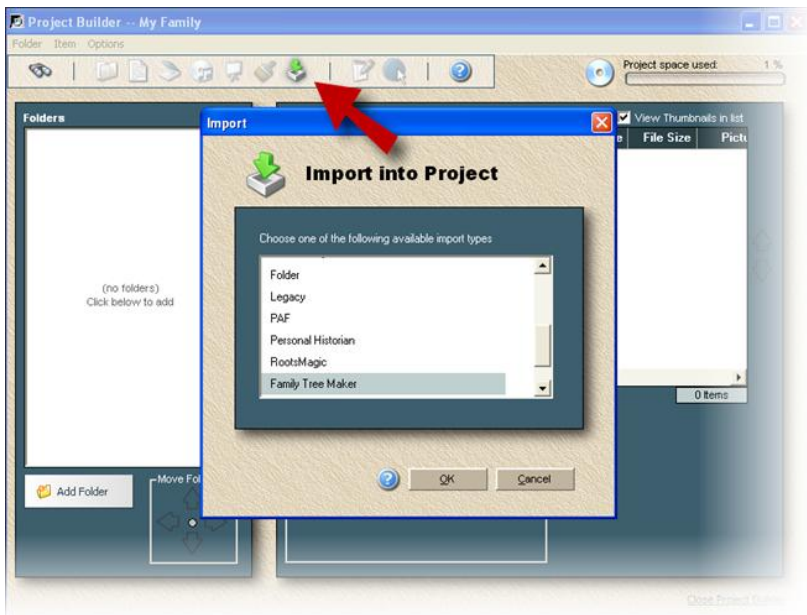 Project Builder -- My Family
Folder Item Options
Project space used: 1 %
Folders
View Thumbnails in list
File Size
(no folders)
Click below to add
0 Items
Add Folder
Import
Import into Project
Choose one of the following available import types
Folder
Legacy
PAF
Personal Historian
RootsMagic
Family Tree Maker
OK Cancel
Close Project